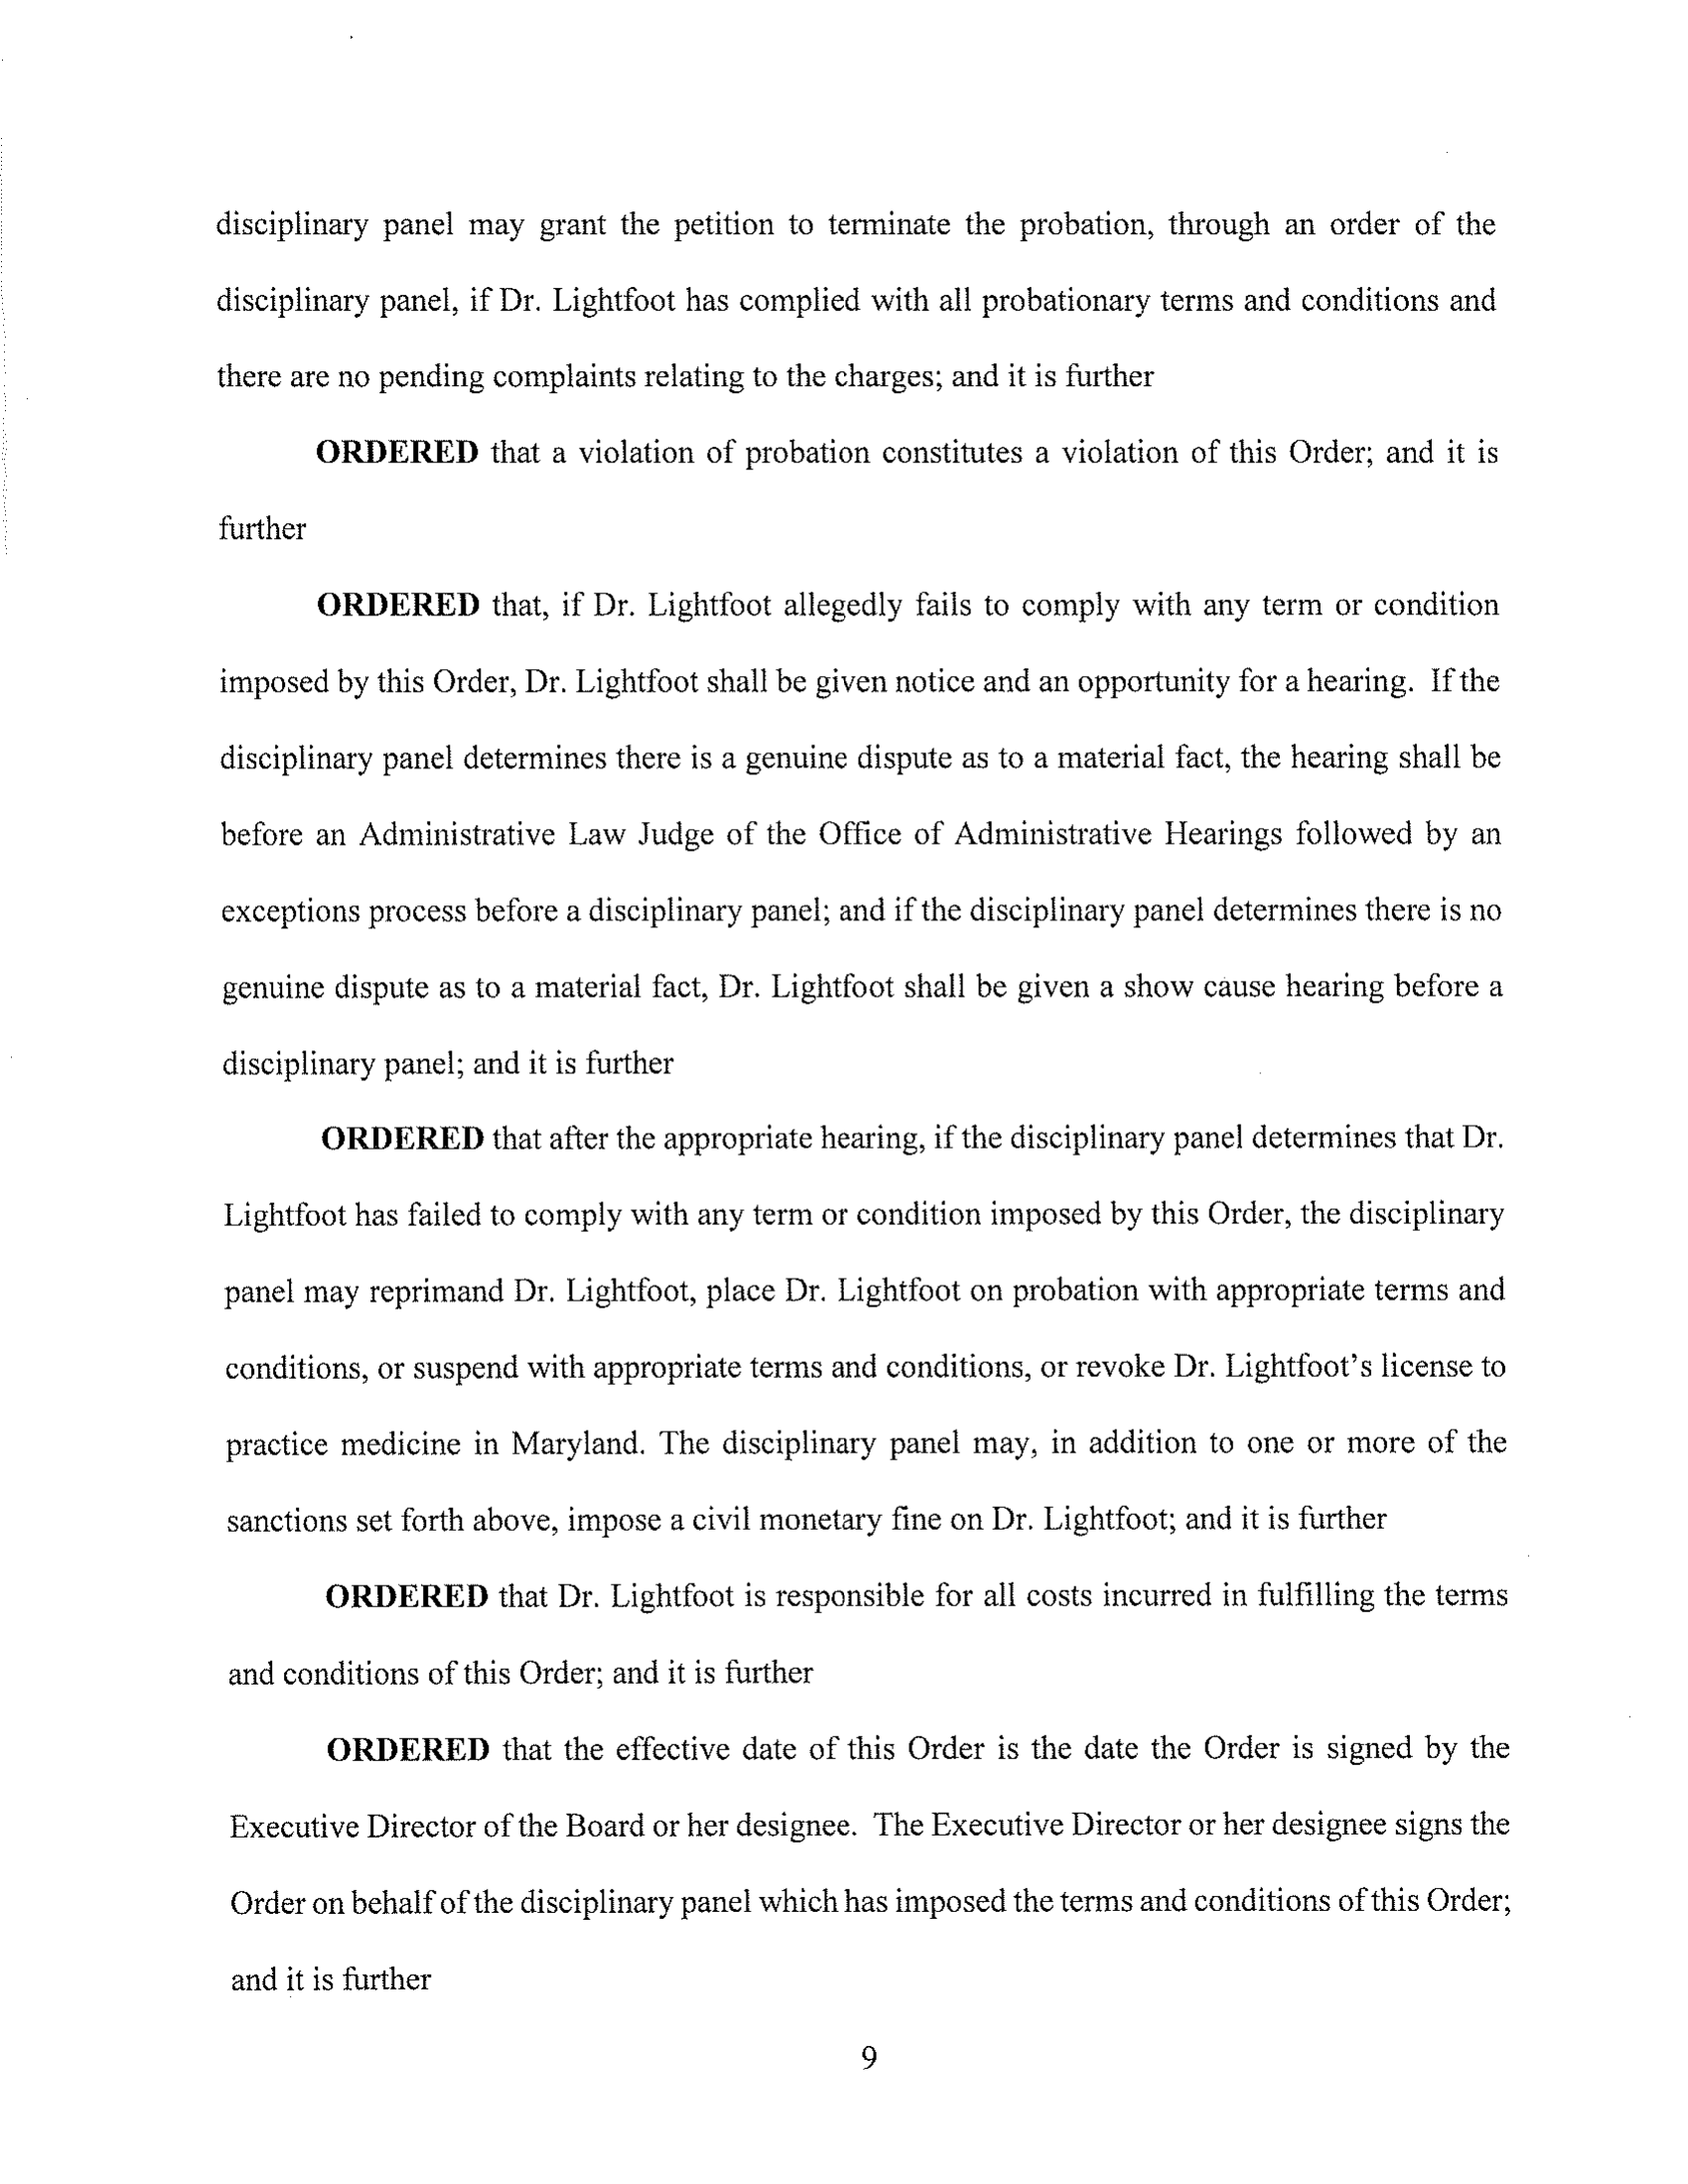 disciplinary panel may grant the petition to terminate the probation, through an order of the
disciplinary panel, if Dr. Lightfoot has complied with all probationary terms and conditions and
there are no pending complaints relating to the charges; and it is further
ORDERED that a violation of probation constitutes a violation of this Order; and it is
further
ORDERED that, if Dr. Lightfoot allegedly fails to comply with any term or condition
imposed by this Order, Dr. Lightfoot shall be given notice and an opportunity for a hearing. If the
disciplinary panel determines there is a genuine dispute as to a material fact, the hearing shall be
before an Administrative Law Judge of the Office of Administrative Hearings followed by an
exceptions process before a disciplinary panel; and if the disciplinary panel determines there is no
genuine dispute as to a material fact, Dr. Lightfoot shall be given a show cause hearing before a
disciplinary panel; and it is further
ORDERED that after the appropriate hearing, if the disciplinary panel determines that Dr.
Lightfoot has failed to comply with any term or condition imposed by this Order, the disciplinary
panel may reprimand Dr. Lightfoot, place Dr. Lightfoot on probation with appropriate terms and
conditions, or suspend with appropriate terms and conditions, or revoke Dr. Lightfoot's license to
practice medicine in Maryland. The disciplinary panel may, in addition to one or more of the
sanctions set forth above, impose a civil monetary fine on Dr. Lightfoot; and it is further
ORDERED that Dr. Lightfoot is responsible for all costs incurred in fulfilling the terms
and conditions of this Order; and it is further
ORDERED that the effective date of this Order is the date the Order is signed by the
Executive Director of the Board or her designee. The Executive Director or her designee signs the
Order on behalf of the disciplinary panel which has imposed the terms and conditions of this Order;
and it is further
9